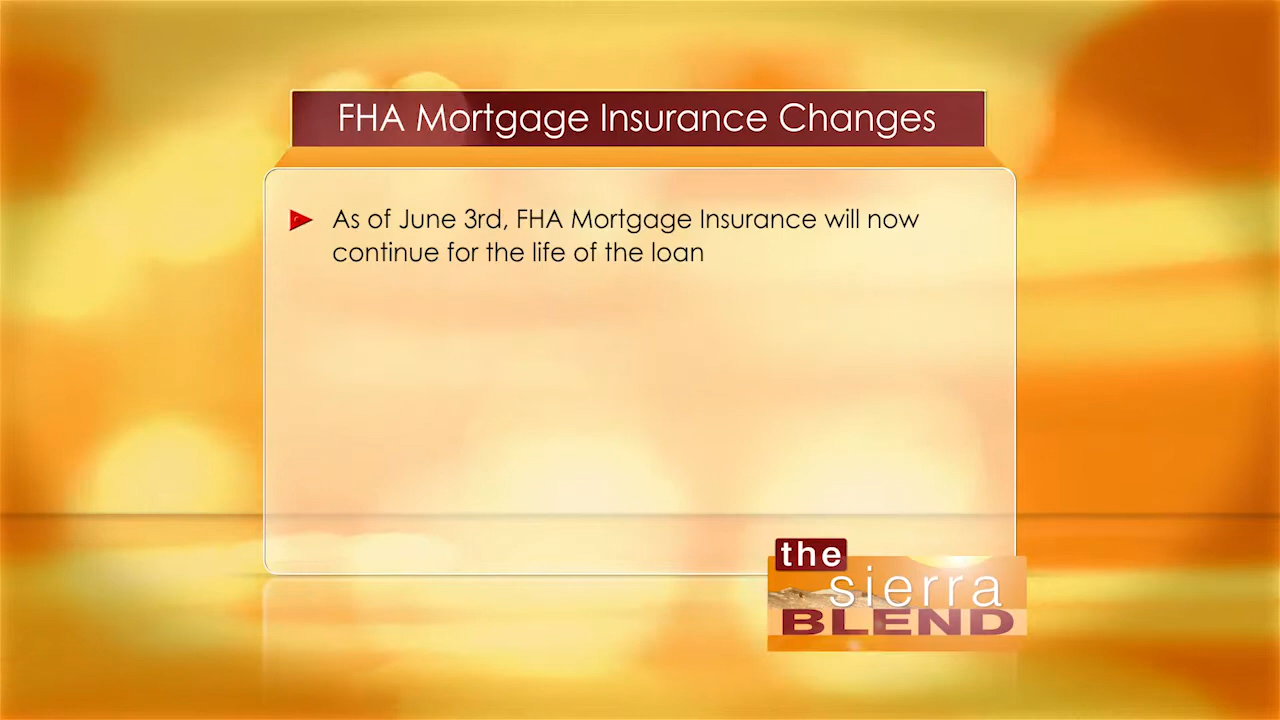 FHA Mortgage Insurance Changes
As of June 3rd, FHA Mortgage Insurance will now
continue for the life of the loan
the
sierra
BLEND